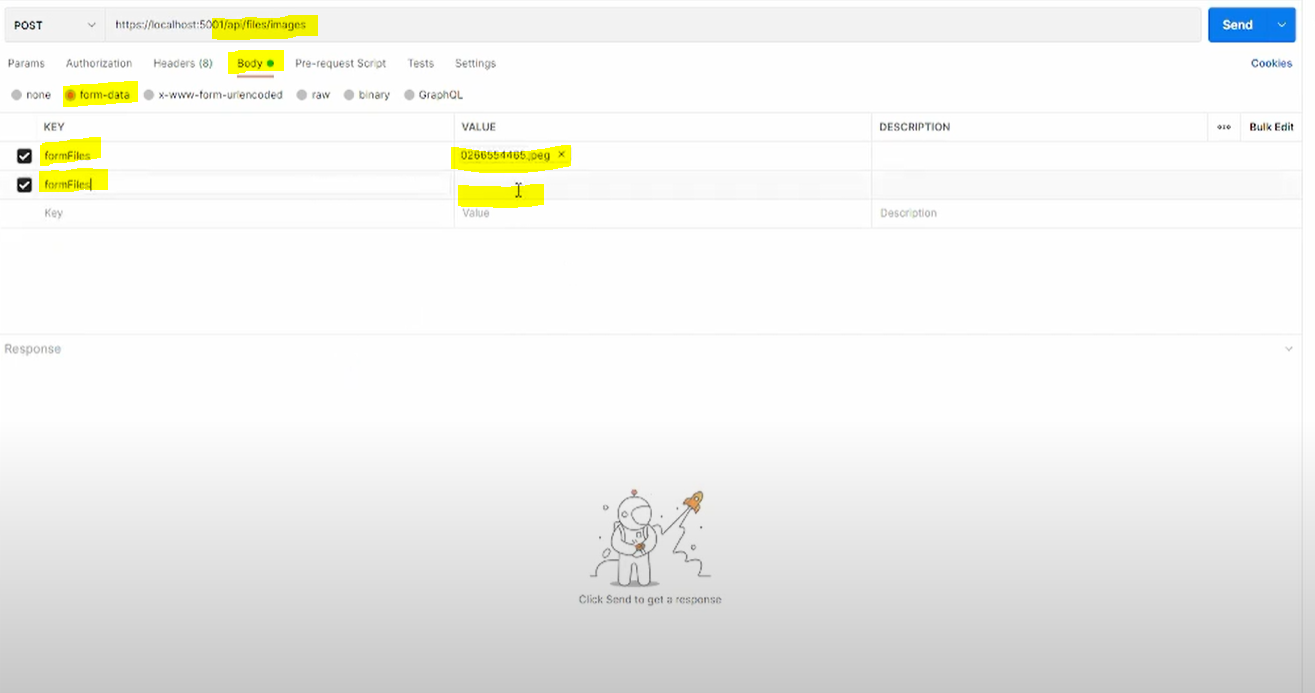 POST https://localhost:5001/api/files/images Send
Params Authorization Headers (8) Body Pre-request Script Tests Settings Cookies
none form-data x-www-form-urlencoded raw binary GraphQL
KEY VALUE DESCRIPTION Bulk Edit
formFiles 0266554465.jpeg
formFiles
Key Value Description
Response
Click Send to get a response